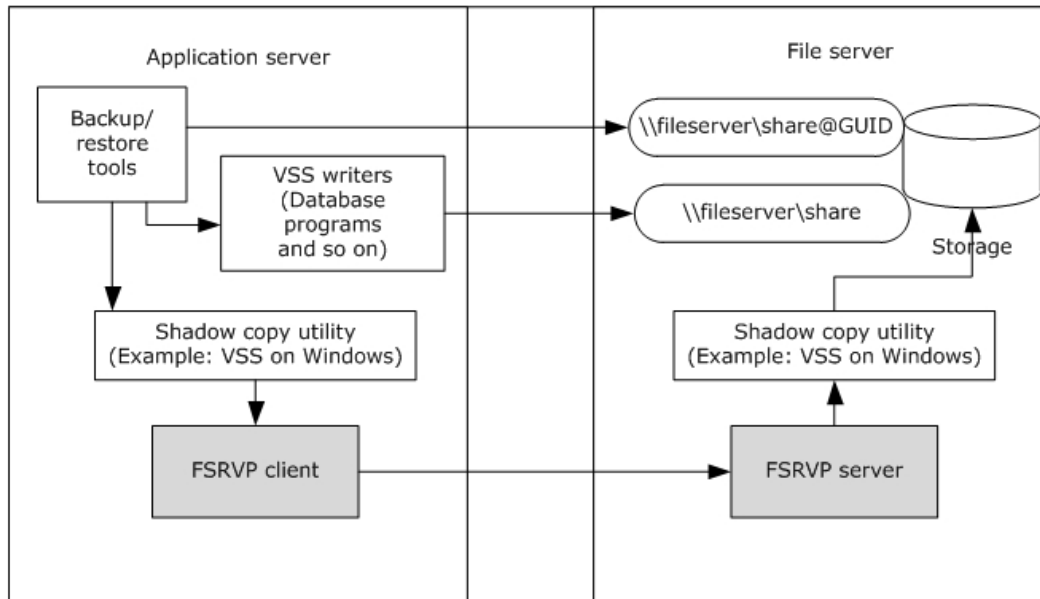 Application server
Backup/
restore
tools
VSS writers
(Database
programs
and so on)
Shadow copy utility
(Example: VSS on Windows)
FSRVP client
File server
\\fileserver\share@GUID
\\fileserver\share
Storage
Shadow copy utility
(Example: VSS on Windows)
FSRVP server